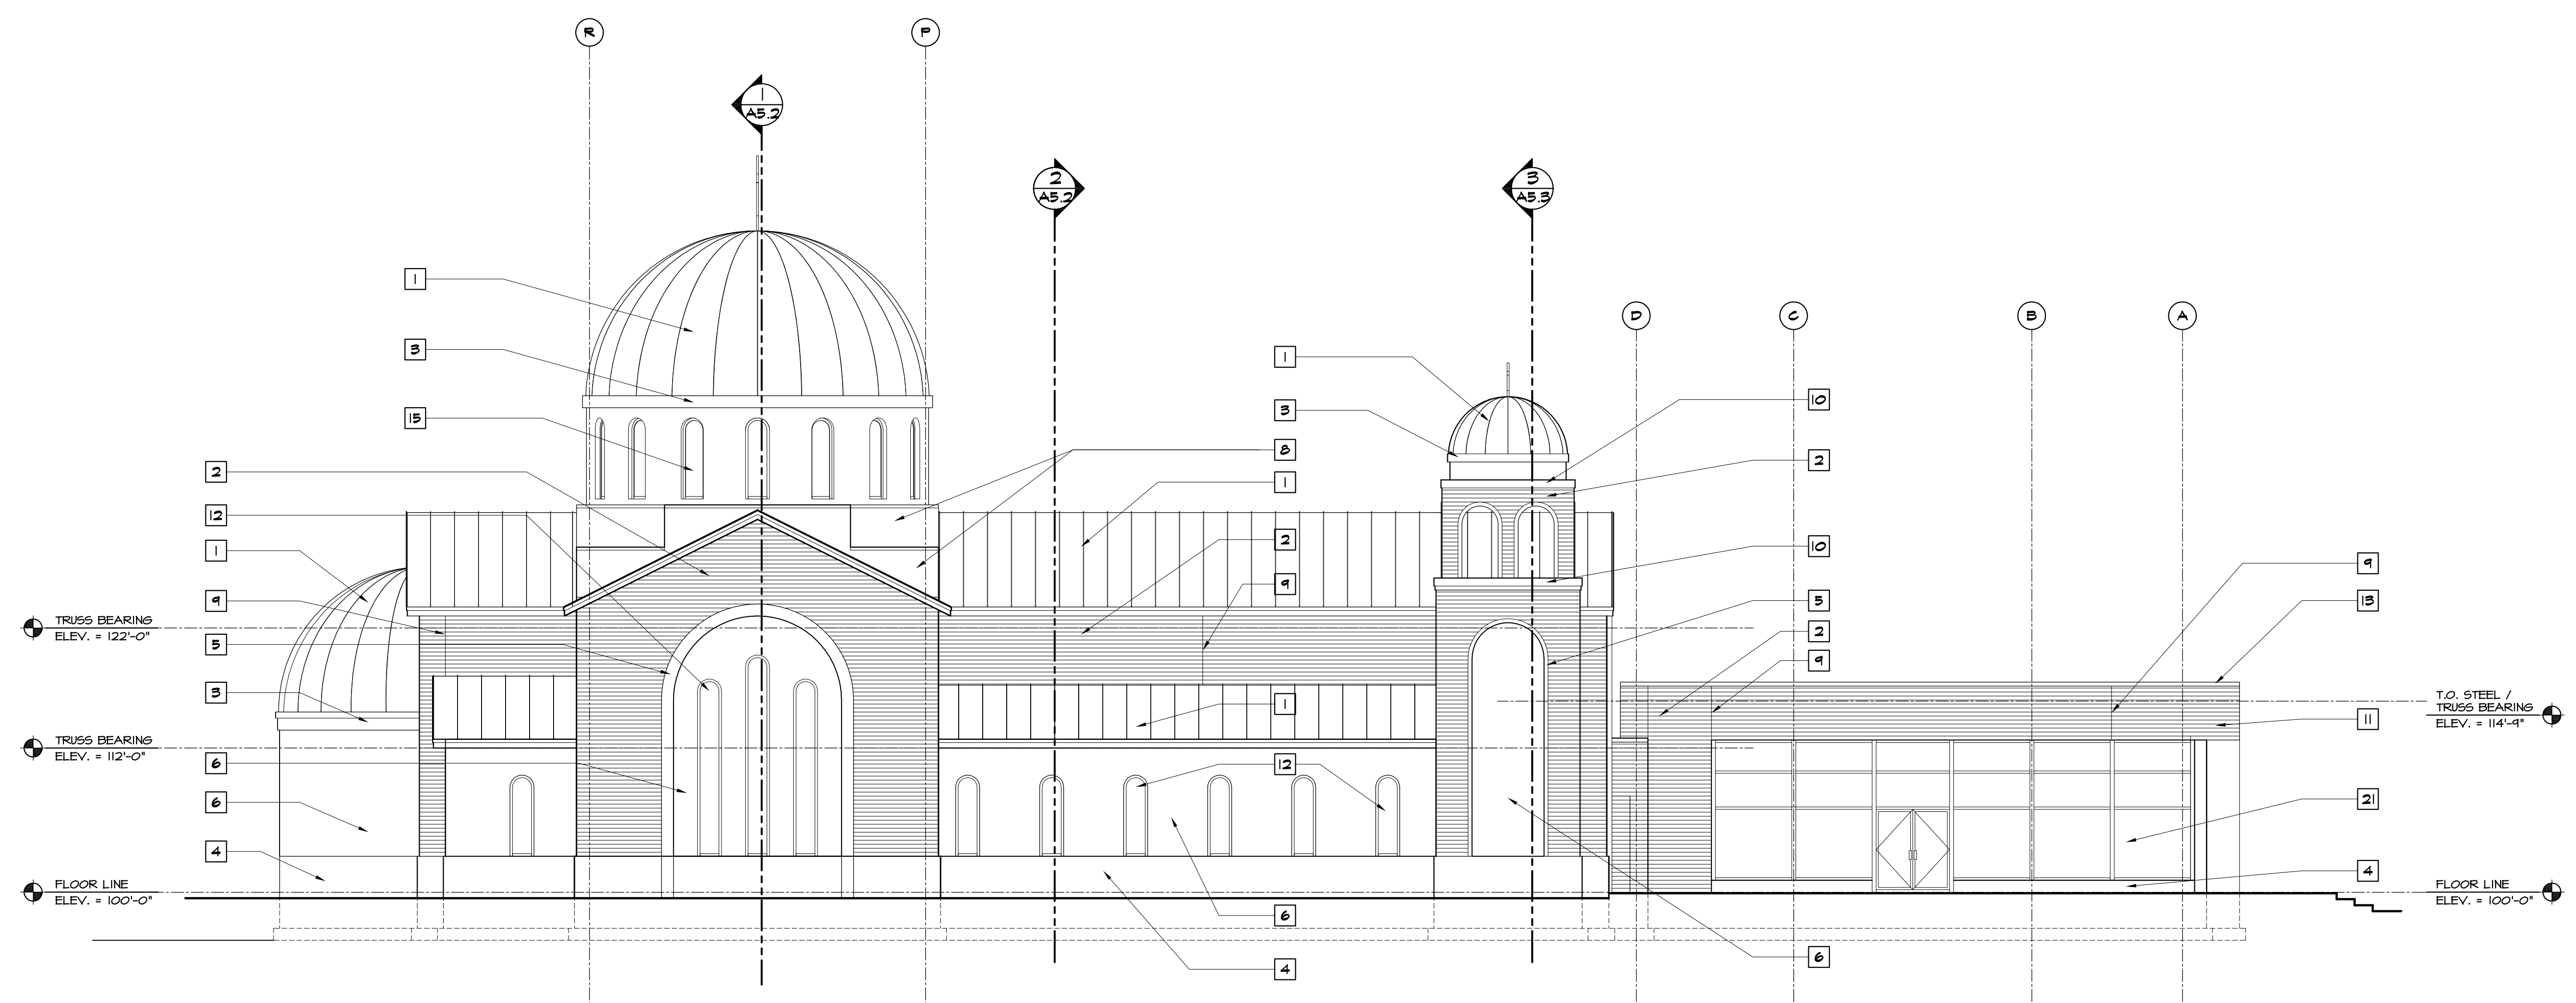 R
P
1
A5.2
2
A5.2
3
A5.3
1
3
15
2
12
1
9
5
3
6
6
4
D
C
B
A
1
3
8
1
2
9
1
12
6
4
10
2
10
5
2
9
6
9
13
11
21
4
TRUSS BEARING
ELEV. = 122'-0"
TRUSS BEARING
ELEV. = 112'-0"
FLOOR LINE
ELEV. = 100'-0"
T.O. STEEL /
TRUSS BEARING
ELEV. = 114'-9"
FLOOR LINE
ELEV. = 100'-0"